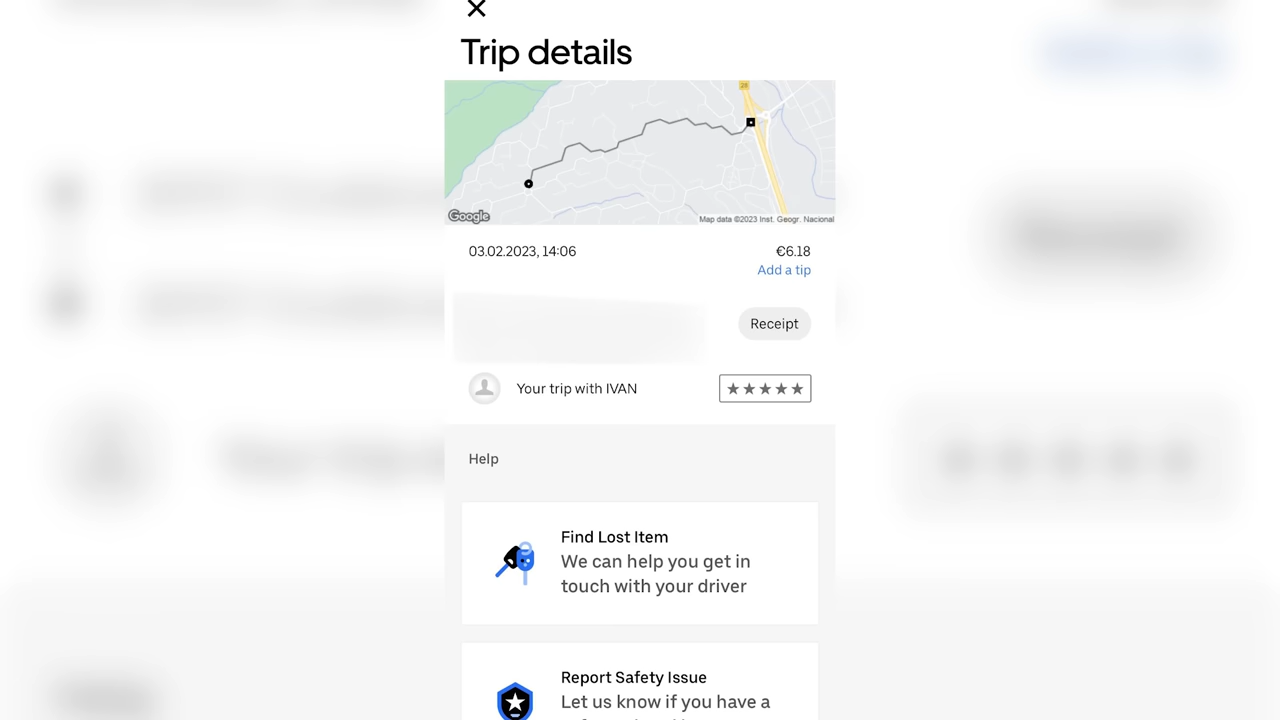 Trip details
28
Google
Map data ©2023 Inst. Geogr. Nacional
03.02.2023, 14:06
€6.18
Add a tip
Receipt
Your trip with IVAN
Help
Find Lost Item
We can help you get in
touch with your driver
Report Safety Issue
Let us know if you have a